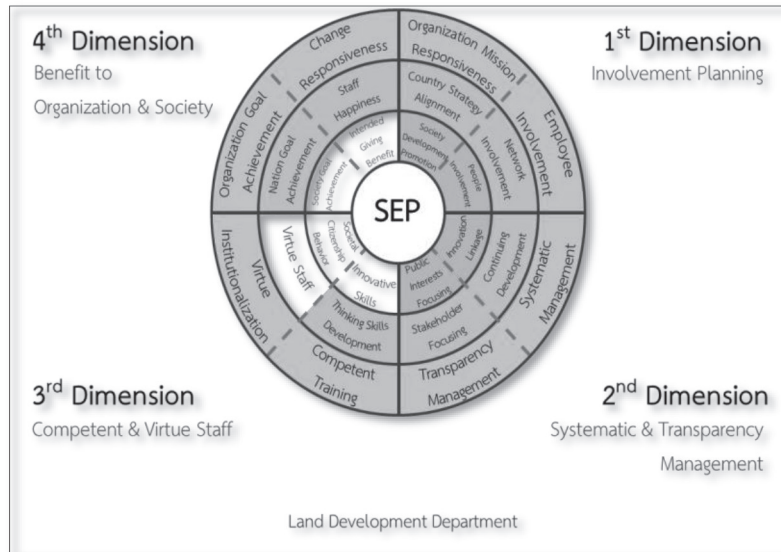 4th Dimension
Benefit to
Organization & Society
1st Dimension
Involvement Planning
Change
Responsiveness
Organization Mission
Responsiveness
Employee
Involvement
Organization Goal
Achievement
Staff
Happiness
Country Strategy
Alignment
Network
Involvement
Nation Goal
Achievement
Intended
Giving
Benefit
Society
Development
Promotion
People
Involvement
Society Goal
Achievement
SEP
Virtue
Institutionalization
Virtue Staff
Societal
Citizenship
Behavior
Innovative
Skills
Public
Interests
Focusing
Innovation
Linkage
Continuing
Development
Systematic
Management
Thinking Skills
Development
Stakeholder
Focusing
Competent
Training
Transparency
Management
3rd Dimension
Competent & Virtue Staff
2nd Dimension
Systematic & Transparency
Management
Land Development Department